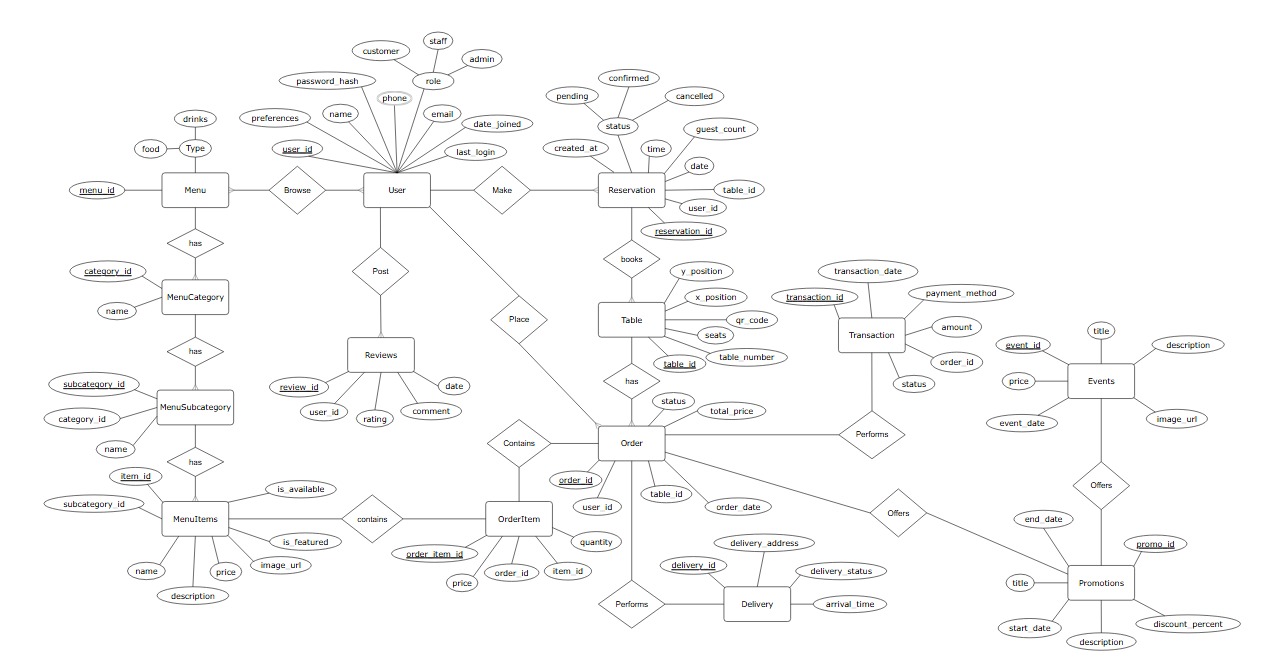 staff
customer
admin
password_hash
role
confirmed
phone
pending
cancelled
preferences
name
email
drinks
date_joined
status
guest_count
food
Type
user_id
last_login
created_at
time
date
menu_id
Menu
Browse
User
Make
Reservation
table_id
user_id
reservation_id
has
books
category_id
Post
y_position
transaction_date
MenuCategory
x_position
transaction_id
payment_method
name
Place
Table
qr_code
amount
title
seats
Transaction
event_id
description
has
Reviews
table_number
table_id
order_id
subcategory_id
review_id
date
has
status
price
Events
category_id
MenuSubcategory
user_id
rating
comment
status
total_price
event_date
image_url
name
Contains
Order
Performs
has
item_id
order_id
is_available
table_id
Offers
subcategory_id
user_id
order_date
MenuItems
contains
OrderItem
Offers
end_date
is_featured
quantity
delivery_address
promo_id
order_item_id
image_url
delivery_id
delivery_status
name
price
order_id
item_id
price
title
Promotions
description
Performs
Delivery
arrival_time
start_date
discount_percent
description